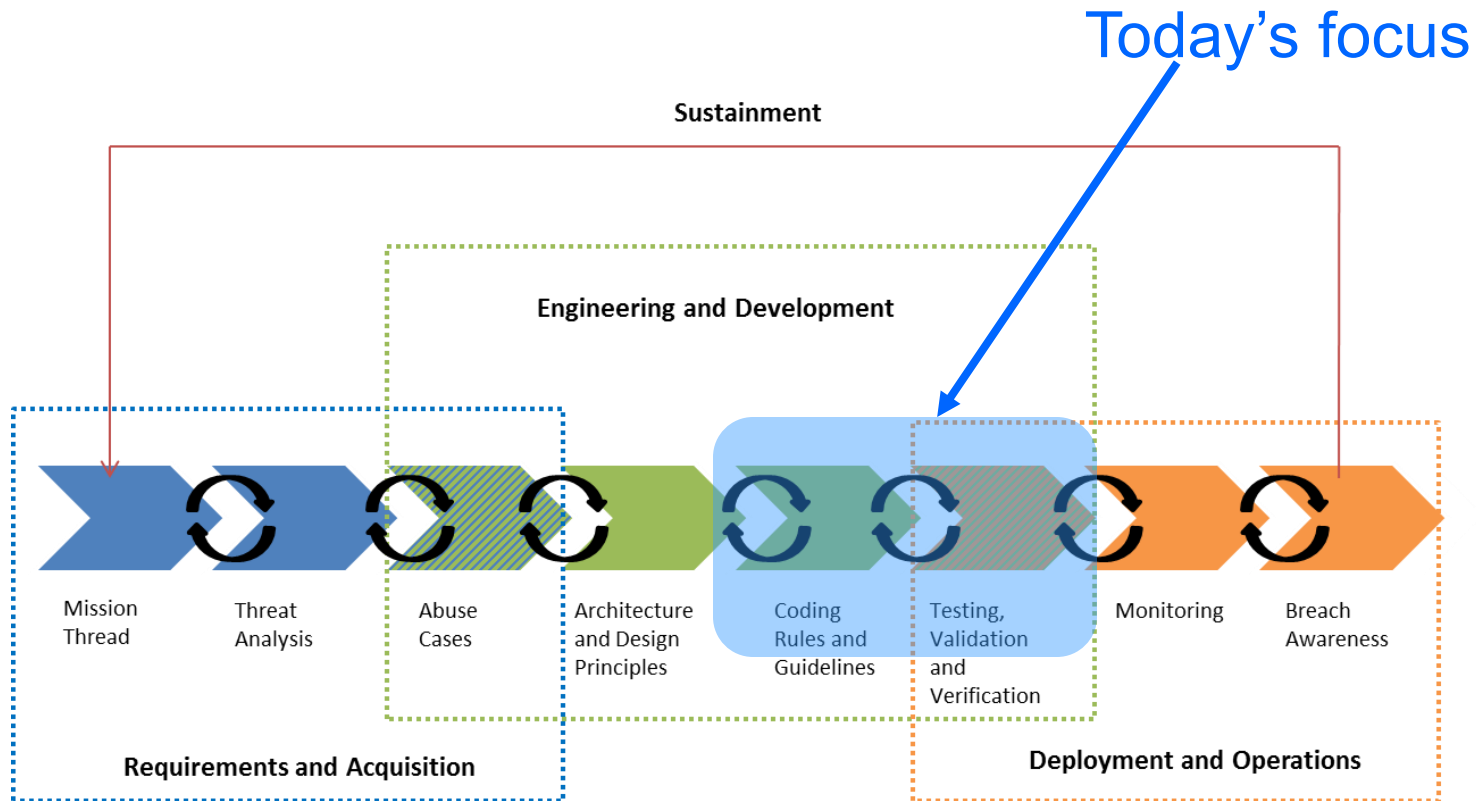 Today’s focus
Sustainment
Engineering and Development
Mission
Thread
Threat
Analysis
Abuse
Cases
Architecture
and Design
Principles
Coding
Rules and
Guidelines
Testing,
Validation
and
Verification
Monitoring
Breach
Awareness
Requirements and Acquisition
Deployment and Operations